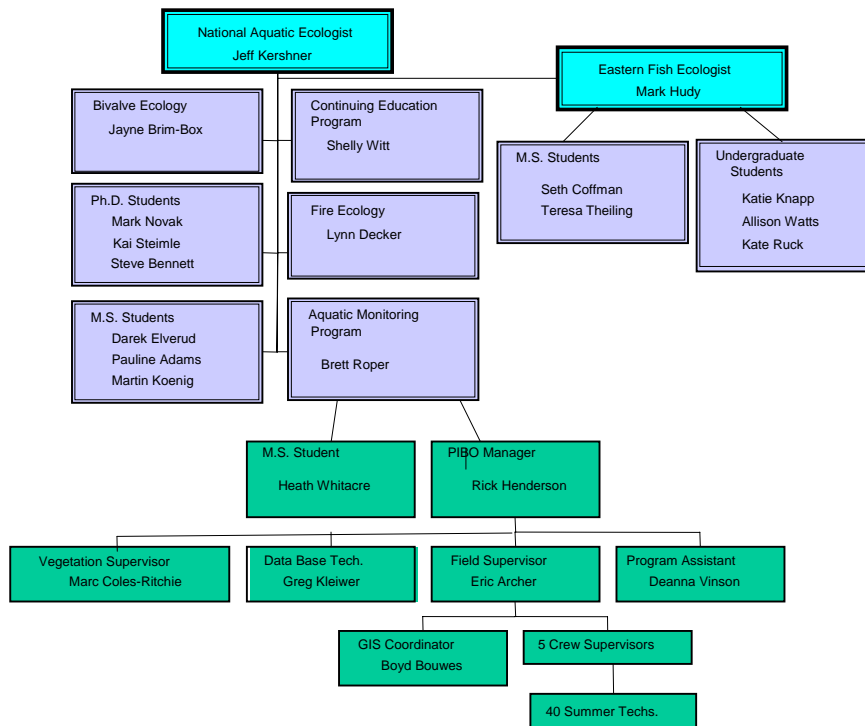 National Aquatic Ecologist
Jeff Kershner
Eastern Fish Ecologist
Mark Hudy
Bivalve Ecology
Jayne Brim-Box
Continuing Education
Program
Shelly Witt
M.S. Students
Seth Coffman
Teresa Theiling
Undergraduate
Students
Katie Knapp
Allison Watts
Kate Ruck
Ph.D. Students
Mark Novak
Kai Steimle
Steve Bennett
Fire Ecology
Lynn Decker
M.S. Students
Darek Elverud
Pauline Adams
Martin Koenig
Aquatic Monitoring
Program
Brett Roper
M.S. Student
Heath Whitacre
PIBO Manager
Rick Henderson
Vegetation Supervisor
Marc Coles-Ritchie
Data Base Tech.
Greg Kleiwer
Field Supervisor
Eric Archer
Program Assistant
Deanna Vinson
GIS Coordinator
Boyd Bouwes
5 Crew Supervisors
40 Summer Techs.